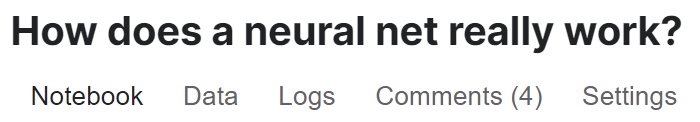 How does a neural net really work?
Notebook Data Logs Comments (4) Settings